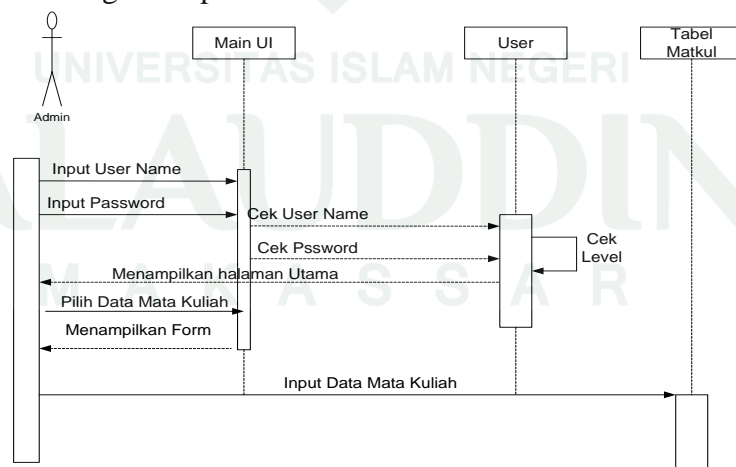 Main UI
User
Tabel
Matkul
UNIVERSITAS ISLAM NEGERI
Admin
ALAUDDIN
Input User Name
Input Password
Cek User Name
Cek Pssword
Cek
Level
Menampilkan halaman Utama
MAKASSAR
Pilih Data Mata Kuliah
Menampilkan Form
Input Data Mata Kuliah